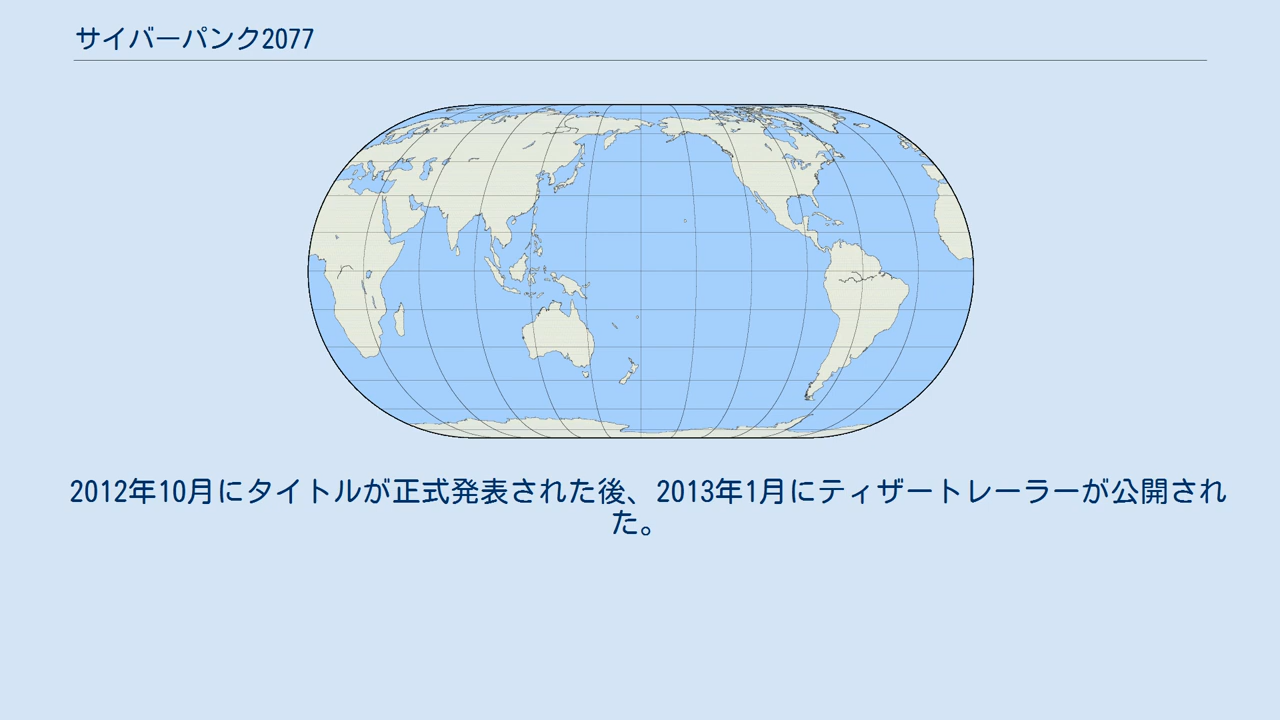 サイバーパンク2077
2012年10月にタイトルが正式発表された後、2013年1月にティザートレーラーが公開され
た。